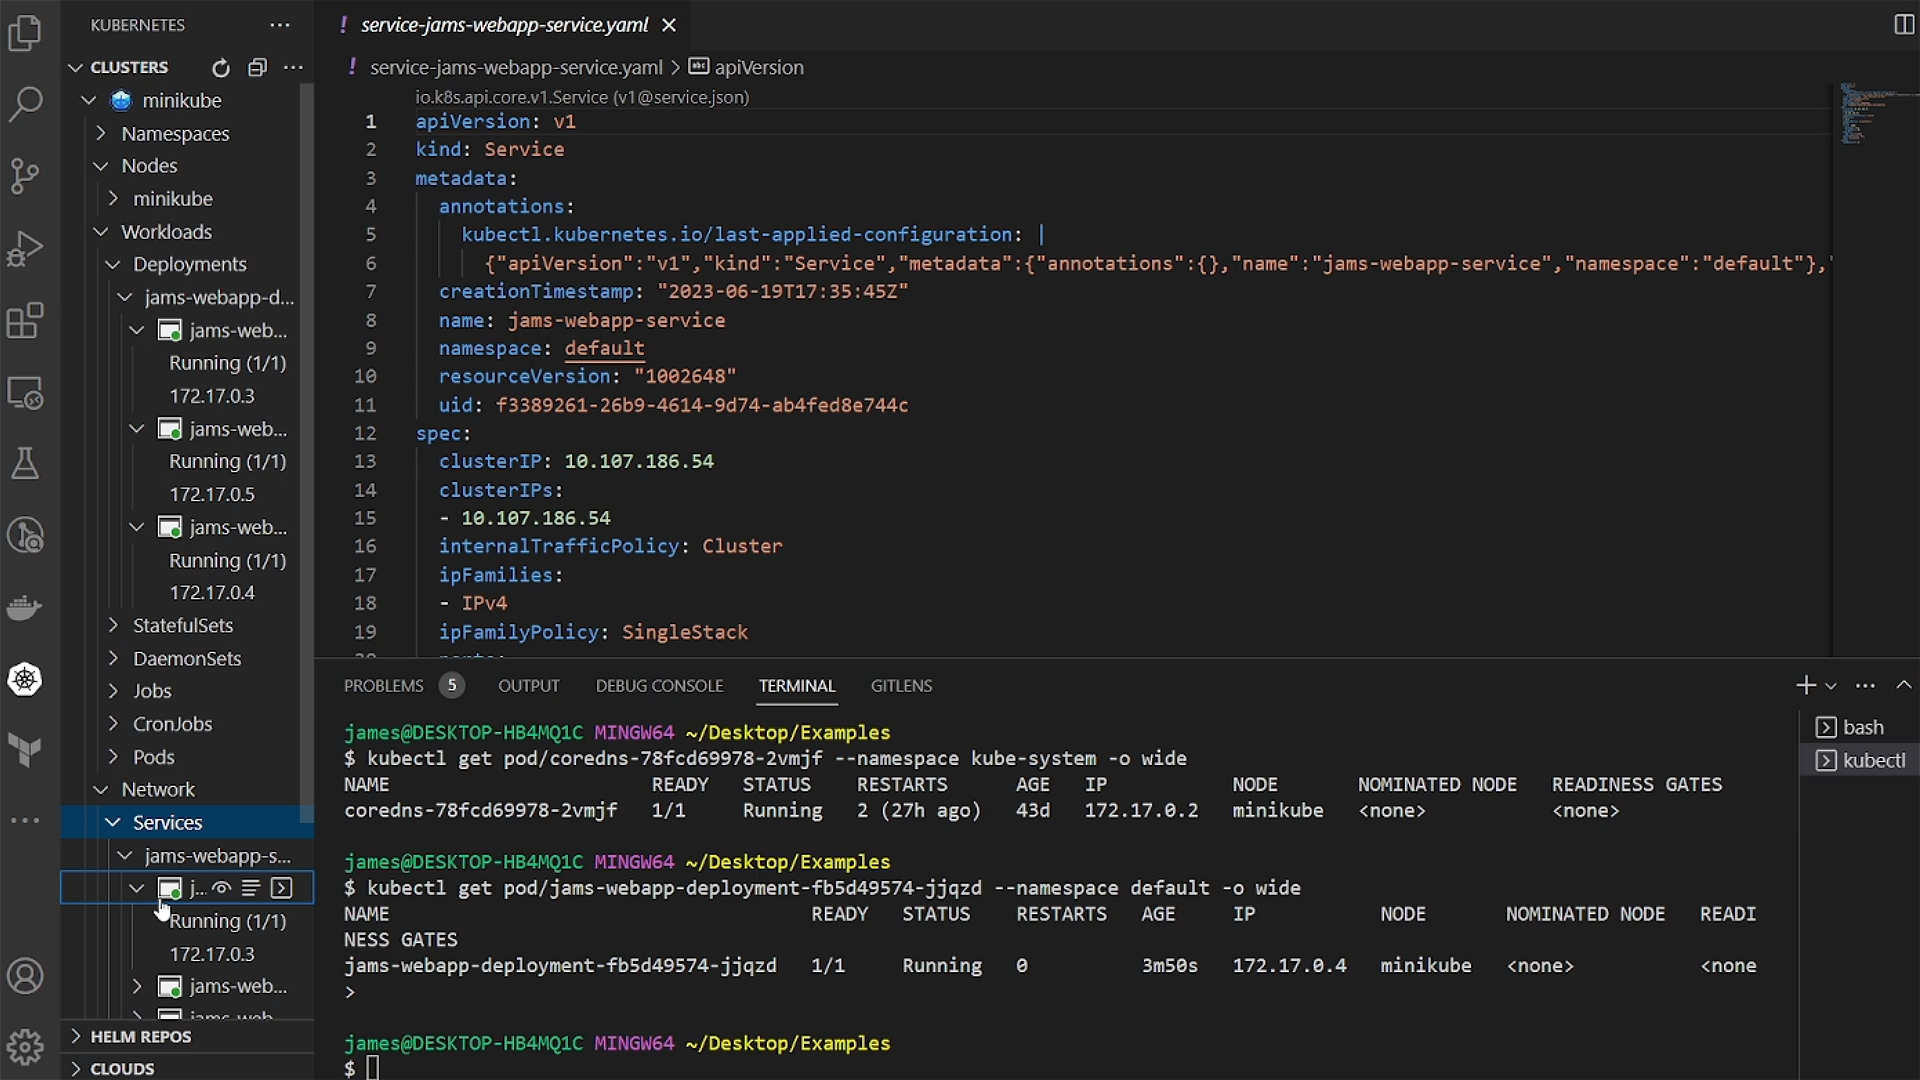 KUBERNETES
CLUSTERS
minikube
Namespaces
Nodes
minikube
Workloads
Deployments
jams-webapp-d...
jams-web...
Running (1/1)
172.17.0.3
jams-web...
Running (1/1)
172.17.0.5
jams-web...
Running (1/1)
172.17.0.4
StatefulSets
DaemonSets
Jobs
CronJobs
Pods
Network
Services
jams-webapp-s...
j...
Running (1/1)
172.17.0.3
jams-web...
jams-web...
HELM REPOS
CLOUDS
! service-jams-webapp-service.yaml
! service-jams-webapp-service.yaml > apiVersion
io.k8s.api.core.v1.Service (v1@service.json)
1 apiVersion: v1
2 kind: Service
3 metadata:
4 annotations:
5 kubectl.kubernetes.io/last-applied-configuration: |
6 {"apiVersion":"v1","kind":"Service","metadata":{"annotations":{},"name":"jams-webapp-service","namespace":"default"},"
7 creationTimestamp: "2023-06-19T17:35:45Z"
8 name: jams-webapp-service
9 namespace: default
10 resourceVersion: "1002648"
11 uid: f3389261-26b9-4614-9d74-ab4fed8e744c
12 spec:
13 clusterIP: 10.107.186.54
14 clusterIPs:
15 - 10.107.186.54
16 internalTrafficPolicy: Cluster
17 ipFamilies:
18 - IPv4
19 ipFamilyPolicy: SingleStack
PROBLEMS 5 OUTPUT DEBUG CONSOLE TERMINAL GITLENS
bash
kubectl
james@DESKTOP-HB4MQ1C MINGW64 ~/Desktop/Examples
$ kubectl get pod/coredns-78fcd69978-2vmjf --namespace kube-system -o wide
NAME READY STATUS RESTARTS AGE IP NODE NOMINATED NODE READINESS GATES
coredns-78fcd69978-2vmjf 1/1 Running 2 (27h ago) 43d 172.17.0.2 minikube <none> <none>
james@DESKTOP-HB4MQ1C MINGW64 ~/Desktop/Examples
$ kubectl get pod/jams-webapp-deployment-fb5d49574-jjqzd --namespace default -o wide
NAME READY STATUS RESTARTS AGE IP NODE NOMINATED NODE READI
NESS GATES
jams-webapp-deployment-fb5d49574-jjqzd 1/1 Running 0 3m50s 172.17.0.4 minikube <none> <none
>
james@DESKTOP-HB4MQ1C MINGW64 ~/Desktop/Examples
$